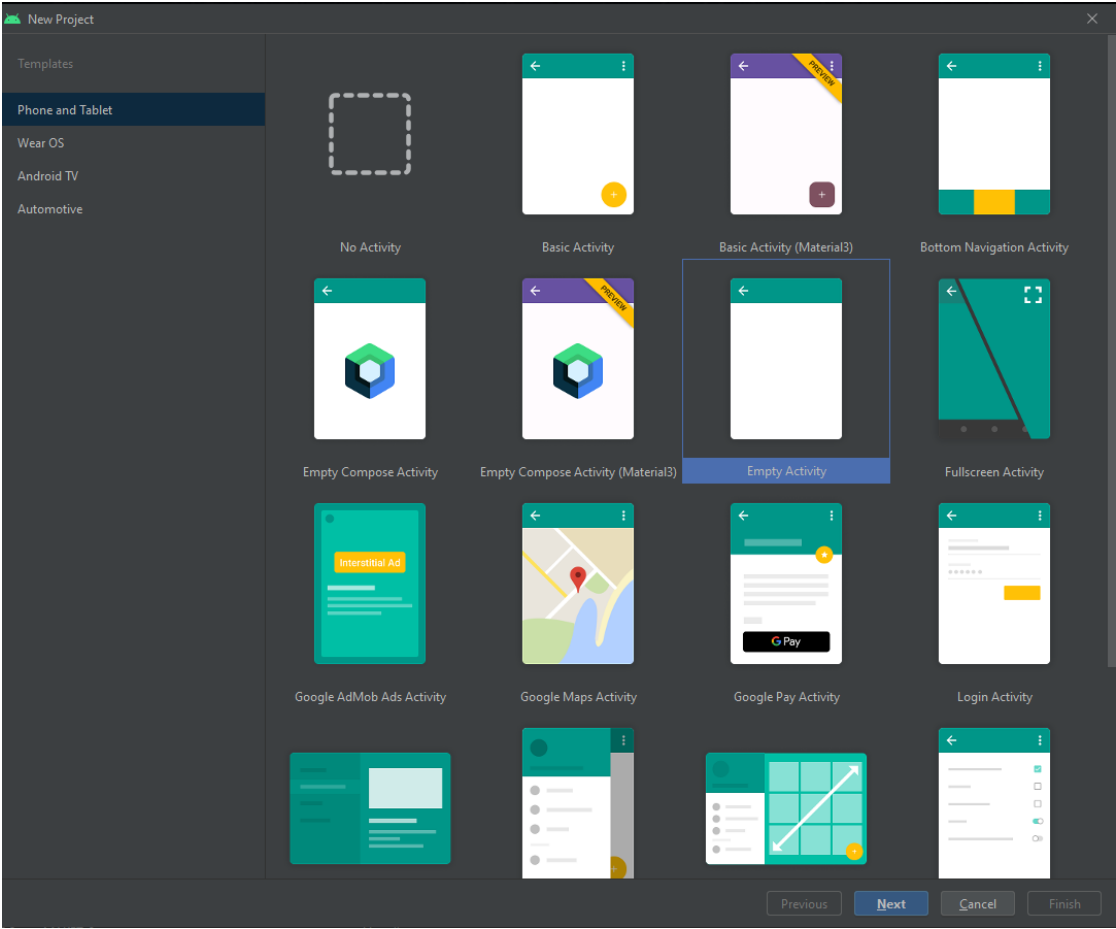 New Project
Templates
Phone and Tablet
Wear OS
Android TV
Automotive
PREVIEW
No Activity
Basic Activity
Basic Activity (Material3)
Bottom Navigation Activity
PREVIEW
Empty Compose Activity
Empty Compose Activity (Material3)
Empty Activity
Fullscreen Activity
Interstitial Ad
G Pay
Google AdMob Ads Activity
Google Maps Activity
Google Pay Activity
Login Activity
Previous
Next
Cancel
Finish